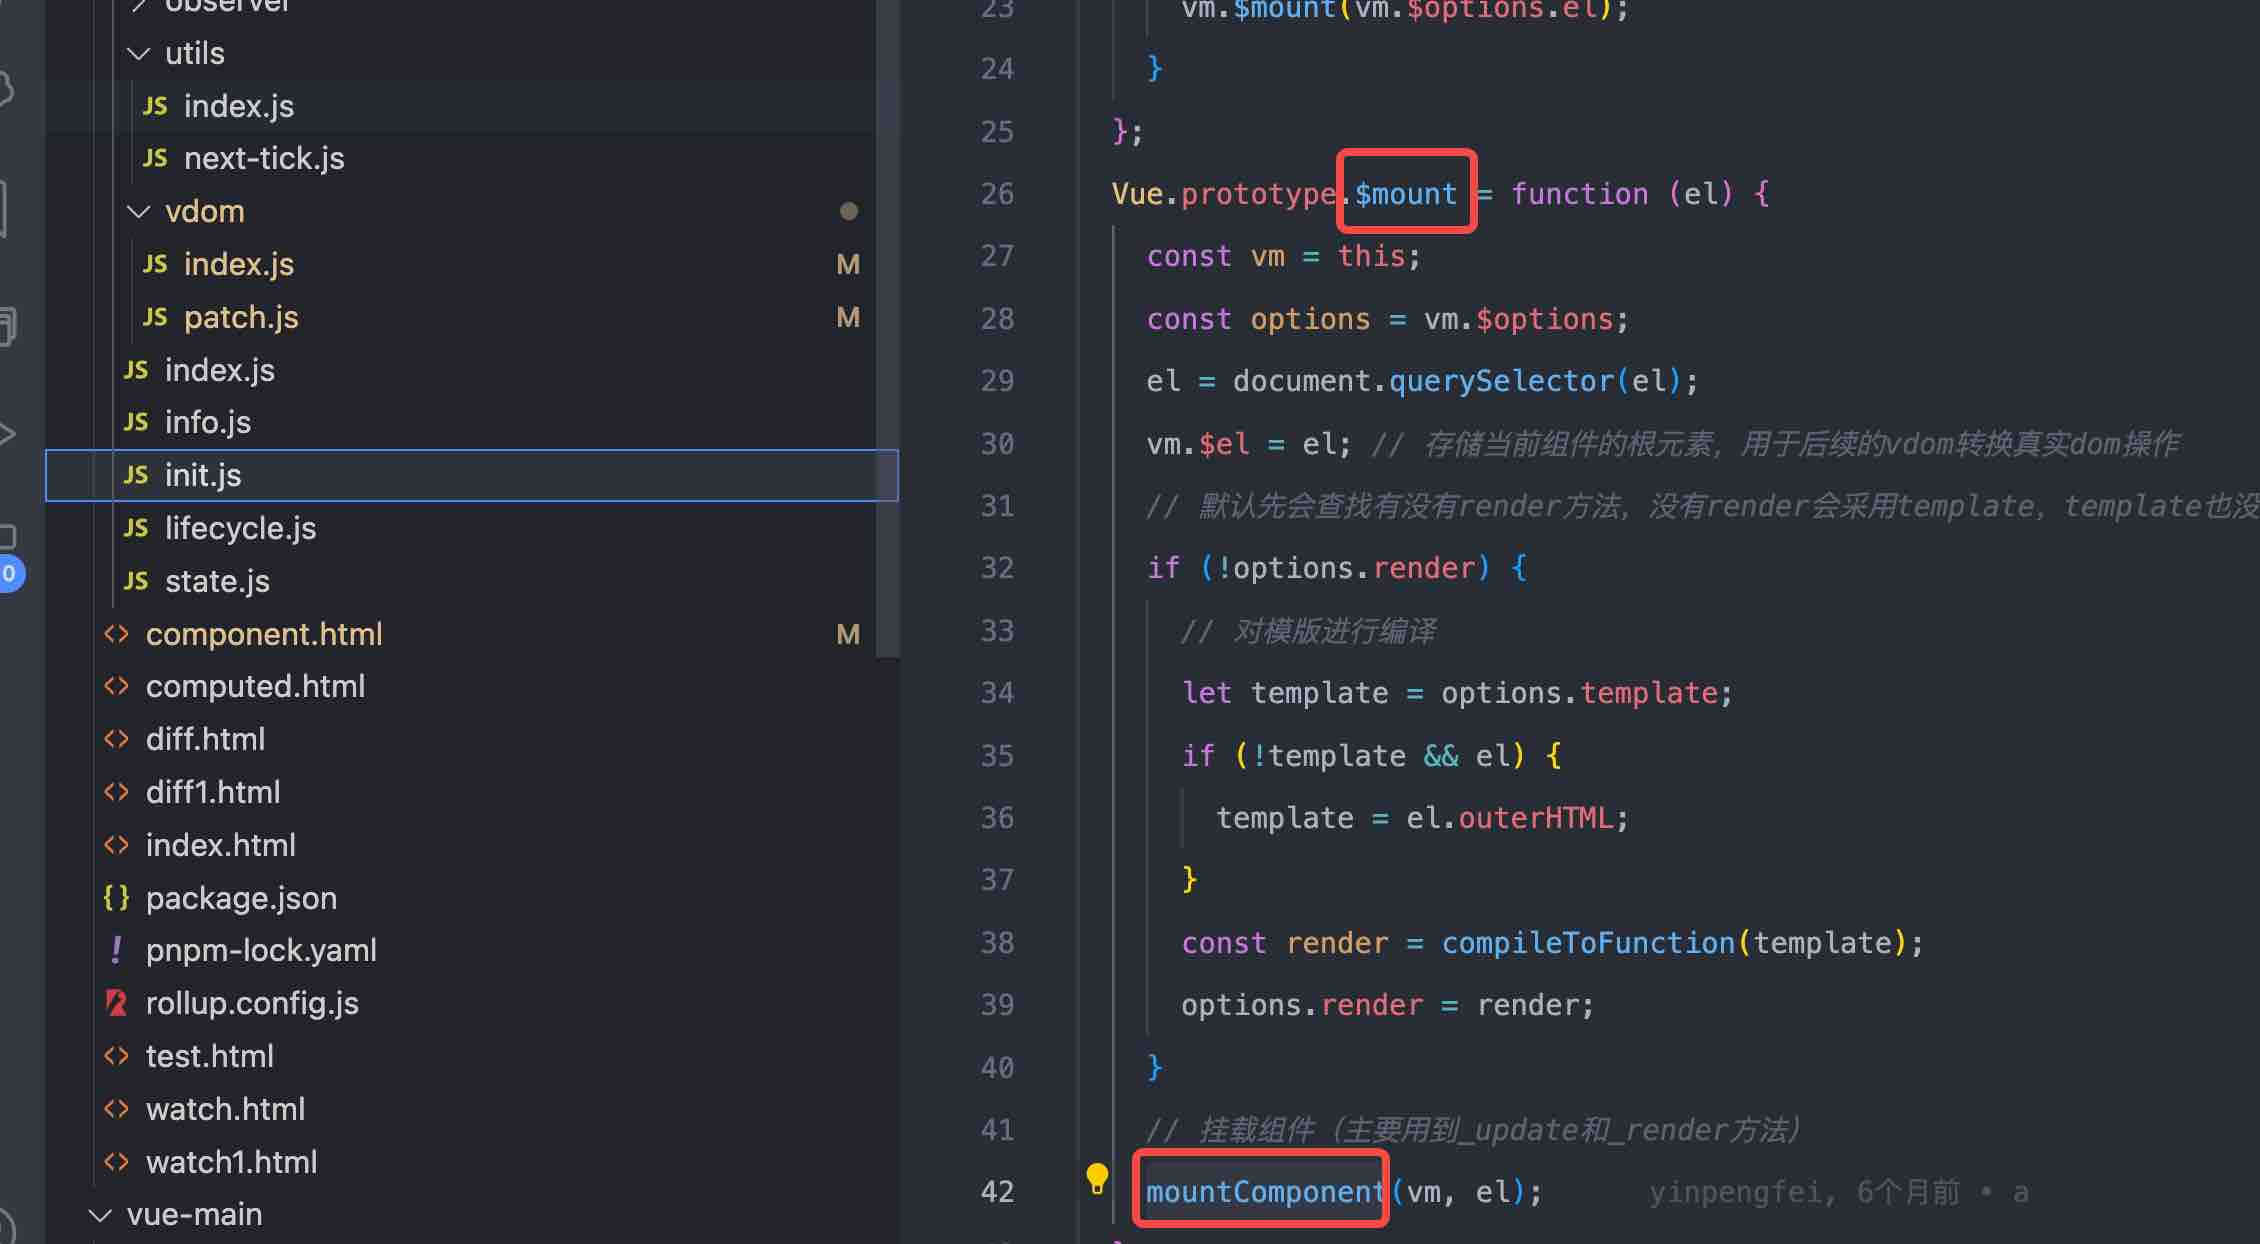 observer
utils
JS index.js
JS next-tick.js
vdom
JS index.js M
JS patch.js M
JS index.js
JS info.js
JS init.js
JS lifecycle.js
JS state.js
<> component.html M
<> computed.html
<> diff.html
<> diff1.html
<> index.html
{} package.json
! pnpm-lock.yaml
rollup.config.js
<> test.html
<> watch.html
<> watch1.html
vue-main
0
23 vm.$mount(vm.$options.el);
24 }
25 };
26 Vue.prototype.$mount = function (el) {
27 const vm = this;
28 const options = vm.$options;
29 el = document.querySelector(el);
30 vm.$el = el; // 存储当前组件的根元素，用于后续的vdom转换真实dom操作
31 // 默认先会查找有没有render方法，没有render会采用template，template也没
32 if (!options.render) {
33 // 对模版进行编译
34 let template = options.template;
35 if (!template && el) {
36 template = el.outerHTML;
37 }
38 const render = compileToFunction(template);
39 options.render = render;
40 }
41 // 挂载组件（主要用到_update和_render方法）
42 mountComponent(vm, el); yinpengfei, 6个月前 • a